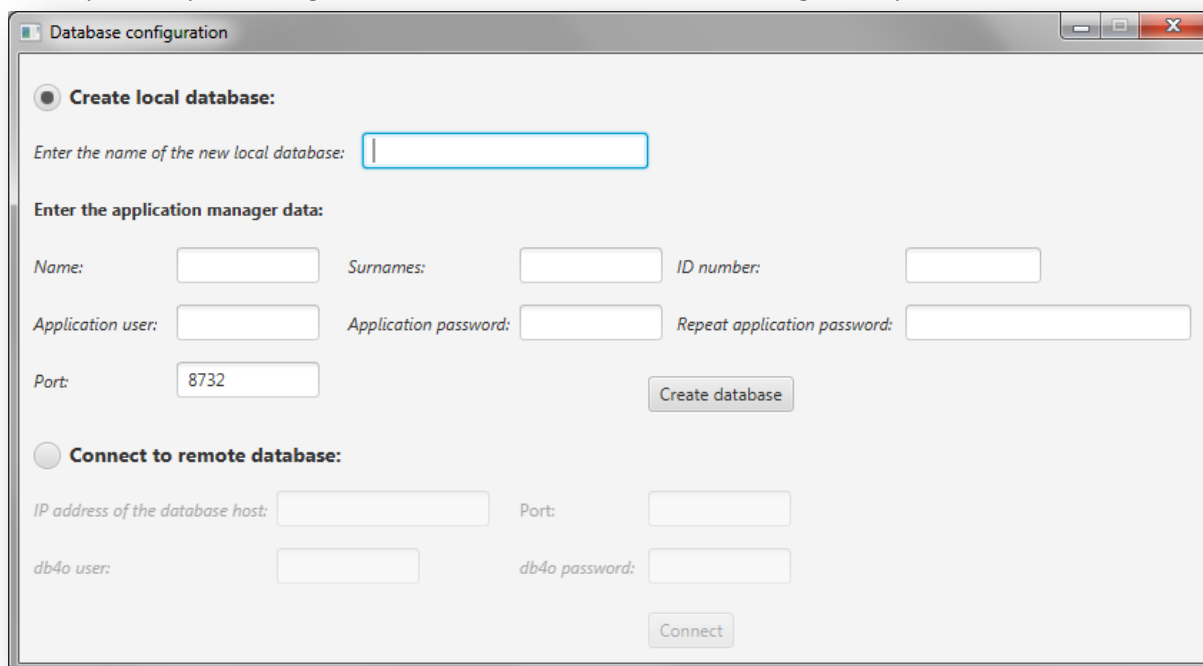 Database configuration
Create local database:
Enter the name of the new local database:
Enter the application manager data:
Name: Surnames: ID number:
Application user: Application password: Repeat application password:
Port: 8732
Create database
Connect to remote database:
IP address of the database host: Port:
db4o user: db4o password:
Connect